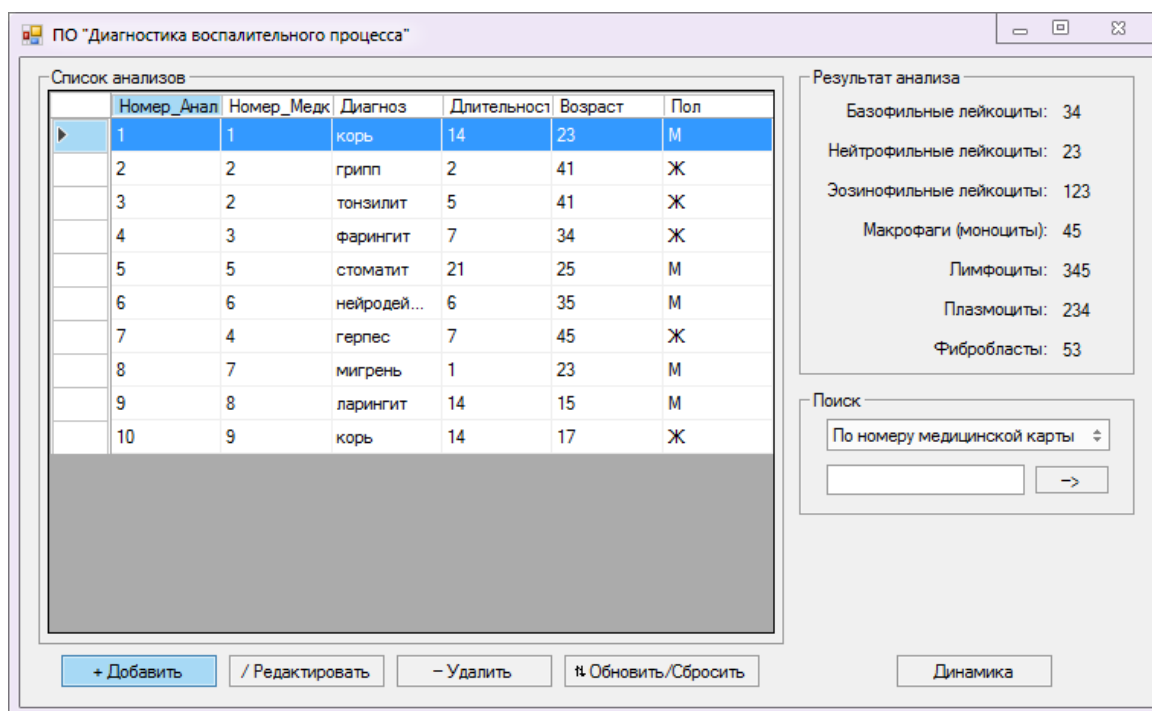 ПО "Диагностика воспалительного процесса"
Список анализов
Номер_Анал Номер_Медк Диагноз Длительност Возраст Пол
1 1 корь 14 23 М
2 2 грипп 2 41 Ж
3 2 тонзилит 5 41 Ж
4 3 фарингит 7 34 Ж
5 5 стоматит 21 25 М
6 6 нейродей... 6 35 М
7 4 герпес 7 45 Ж
8 7 мигрень 1 23 М
9 8 ларингит 14 15 М
10 9 корь 14 17 Ж
+ Добавить / Редактировать − Удалить ⇅ Обновить/Сбросить
Результат анализа
Базофильные лейкоциты: 34
Нейтрофильные лейкоциты: 23
Эозинофильные лейкоциты: 123
Макрофаги (моноциты): 45
Лимфоциты: 345
Плазмоциты: 234
Фибробласты: 53
Поиск
По номеру медицинской карты
−>
Динамика